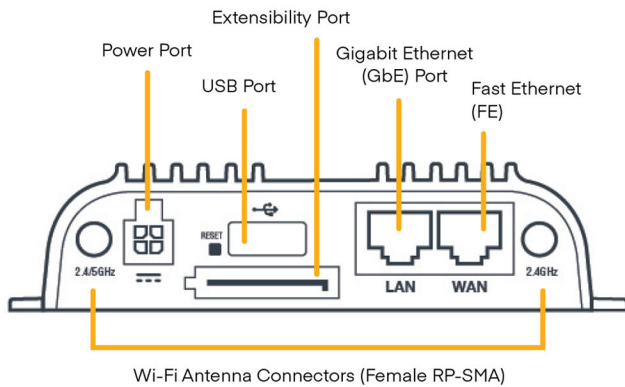 Extensibility Port
Power Port
Gigabit Ethernet
(GbE) Port
USB Port
Fast Ethernet
(FE)
RESET
2.4/5GHz
2.4GHz
LAN
WAN
Wi-Fi Antenna Connectors (Female RP-SMA)